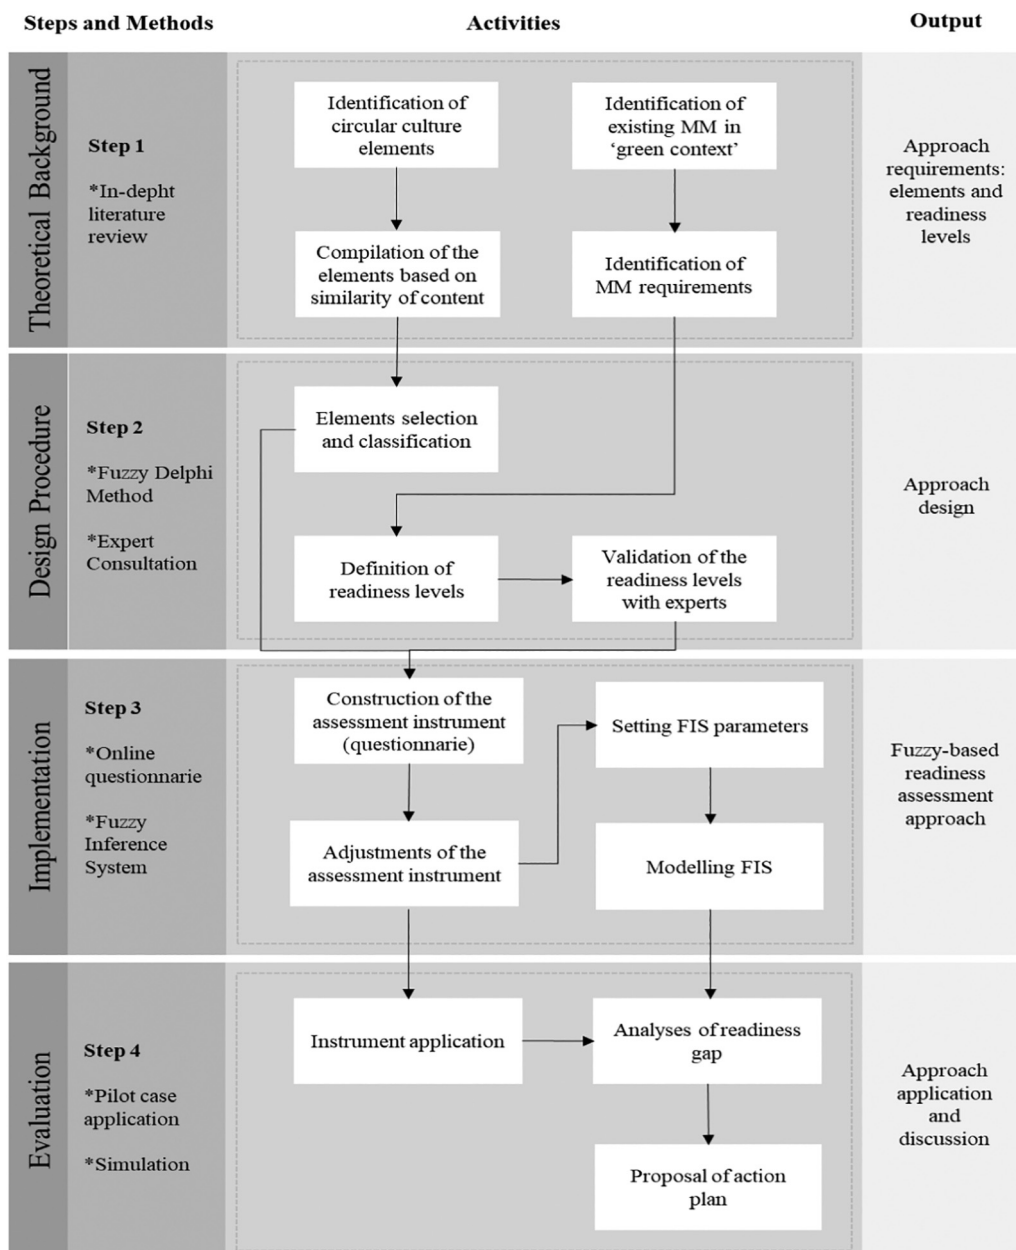 Steps and Methods
Activities
Output
Theoretical Background
Step 1
*In-depht
literature
review
Identification of
circular culture
elements
Identification of
existing MM in
‘green context’
Compilation of the
elements based on
similarity of content
Identification of
MM requirements
Approach
requirements:
elements and
readiness
levels
Design Procedure
Step 2
*Fuzzy Delphi
Method
*Expert
Consultation
Elements selection
and classification
Definition of
readiness levels
Validation of the
readiness levels
with experts
Approach
design
Implementation
Step 3
*Online
questionnarie
*Fuzzy
Inference
System
Construction of the
assessment instrument
(questionnarie)
Setting FIS parameters
Adjustments of the
assessment instrument
Modelling FIS
Fuzzy-based
readiness
assessment
approach
Evaluation
Step 4
*Pilot case
application
*Simulation
Instrument application
Analyses of readiness
gap
Proposal of action
plan
Approach
application
and
discussion